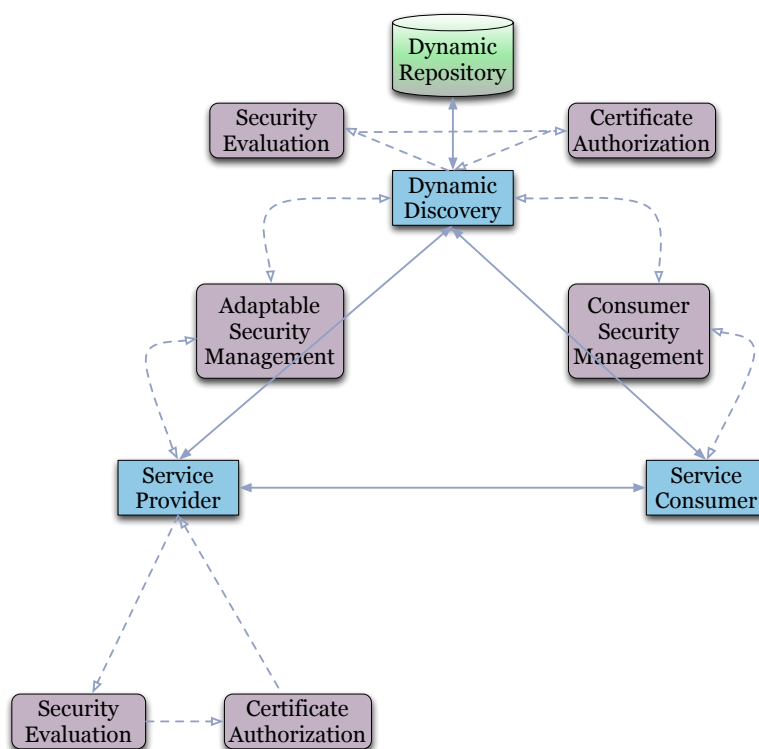 Dynamic
Repository
Security
Evaluation
Certificate
Authorization
Dynamic
Discovery
Adaptable
Security
Management
Consumer
Security
Management
Service
Provider
Service
Consumer
Security
Evaluation
Certificate
Authorization